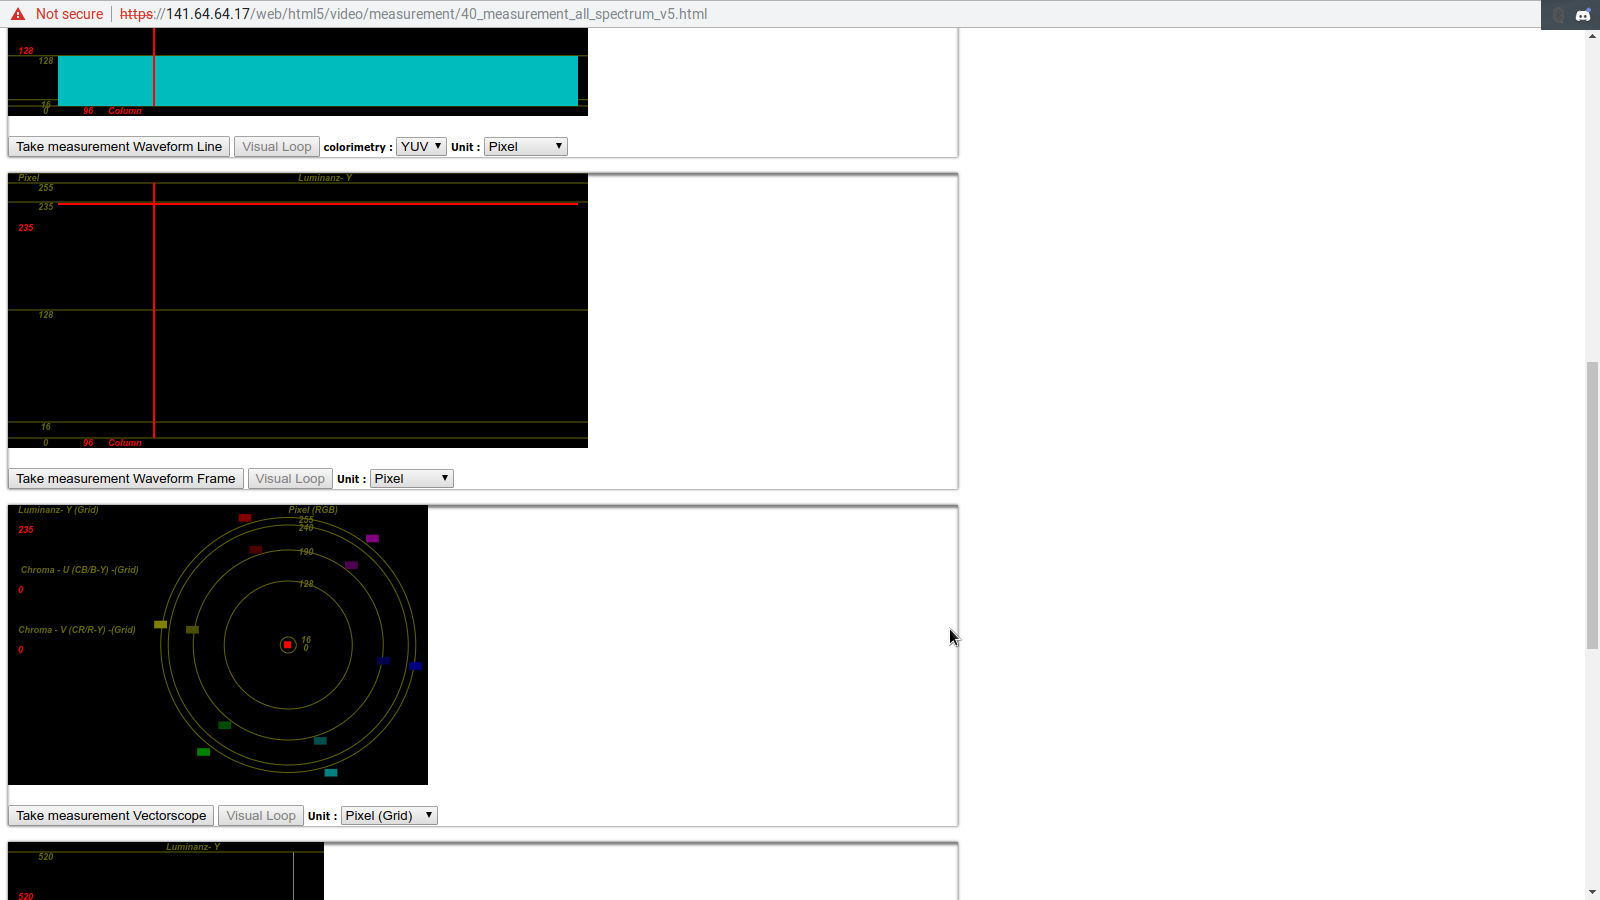 Not secure https://141.64.64.17/web/html5/video/measurement/40_measurement_all_spectrum_v5.html
128
128
16
0 96 Column
Take measurement Waveform Line Visual Loop colorimetry : YUV Unit : Pixel
Pixel Luminanz- Y
255
235
235
128
16
0 96 Column
Take measurement Waveform Frame Visual Loop Unit : Pixel
Luminanz- Y (Grid) Pixel (RGB)
255
235 240
190
Chroma - U (CB/B-Y) -(Grid)
0 128
Chroma - V (CR/R-Y) -(Grid)
16
0 0
Take measurement Vectorscope Visual Loop Unit : Pixel (Grid)
Luminanz- Y
520
520